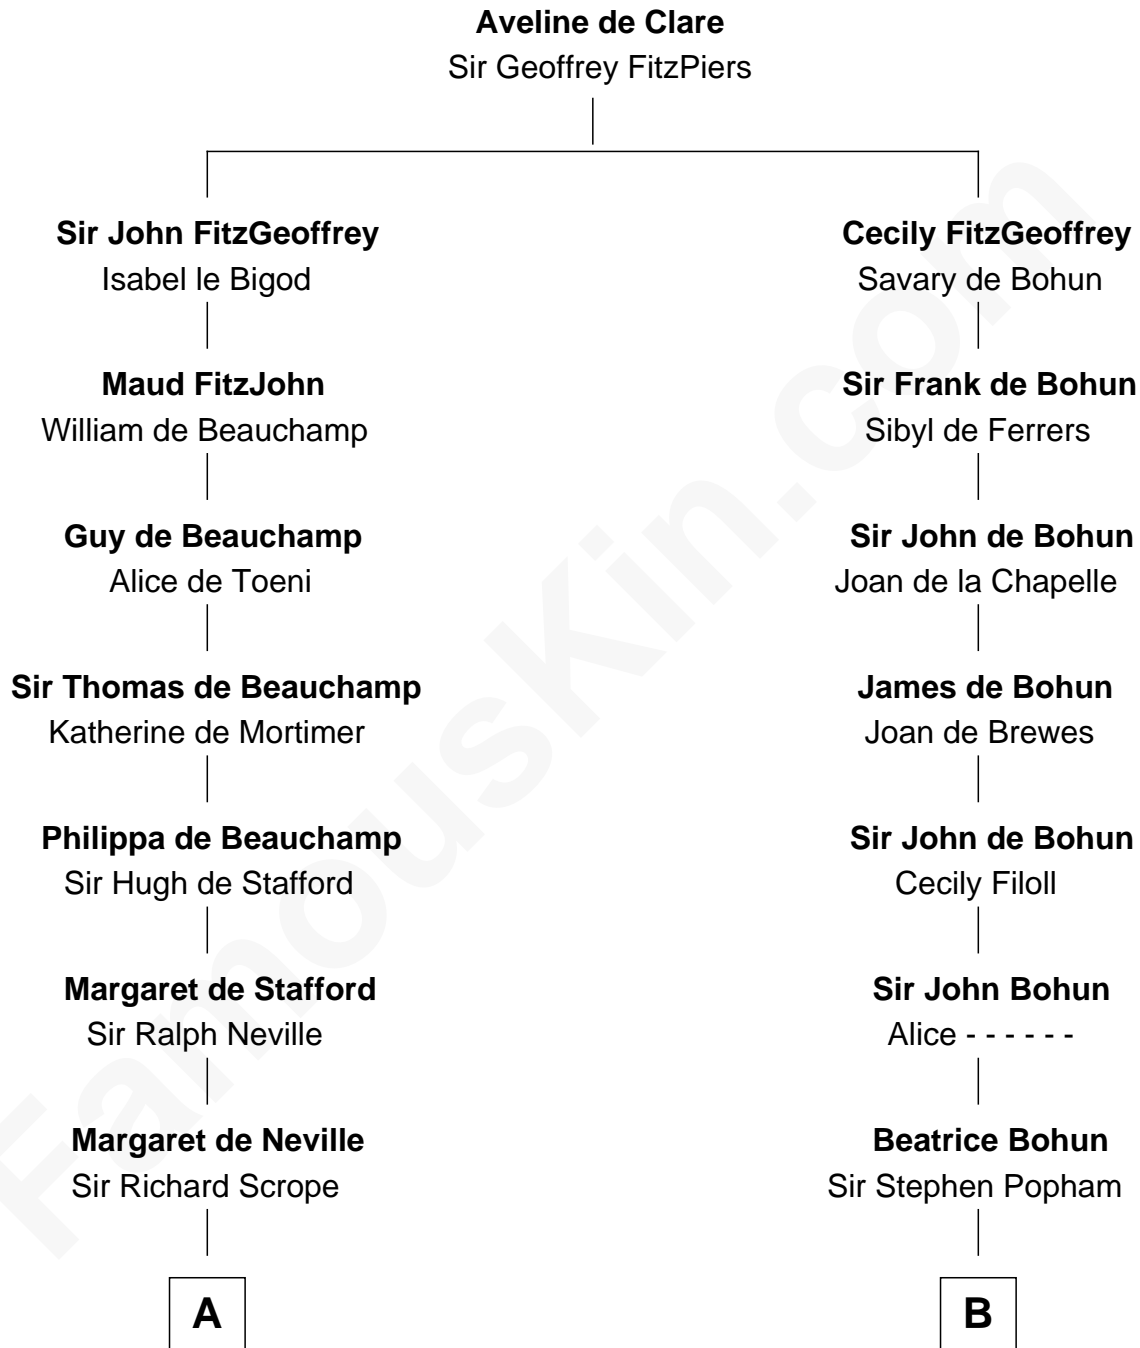 Aveline de Clare
Sir Geoffrey FitzPiers
Sir John FitzGeoffrey
Isabel le Bigod
Maud FitzJohn
William de Beauchamp
Guy de Beauchamp
Alice de Toeni
Sir Thomas de Beauchamp
Katherine de Mortimer
Philippa de Beauchamp
Sir Hugh de Stafford
Margaret de Stafford
Sir Ralph Neville
Margaret de Neville
Sir Richard Scrope
A
Cecily FitzGeoffrey
Savary de Bohun
Sir Frank de Bohun
Sibyl de Ferrers
Sir John de Bohun
Joan de la Chapelle
James de Bohun
Joan de Brewes
Sir John de Bohun
Cecily Filoll
Sir John Bohun
Alice - - - - - -
Beatrice Bohun
Sir Stephen Popham
B
FamousKin.com